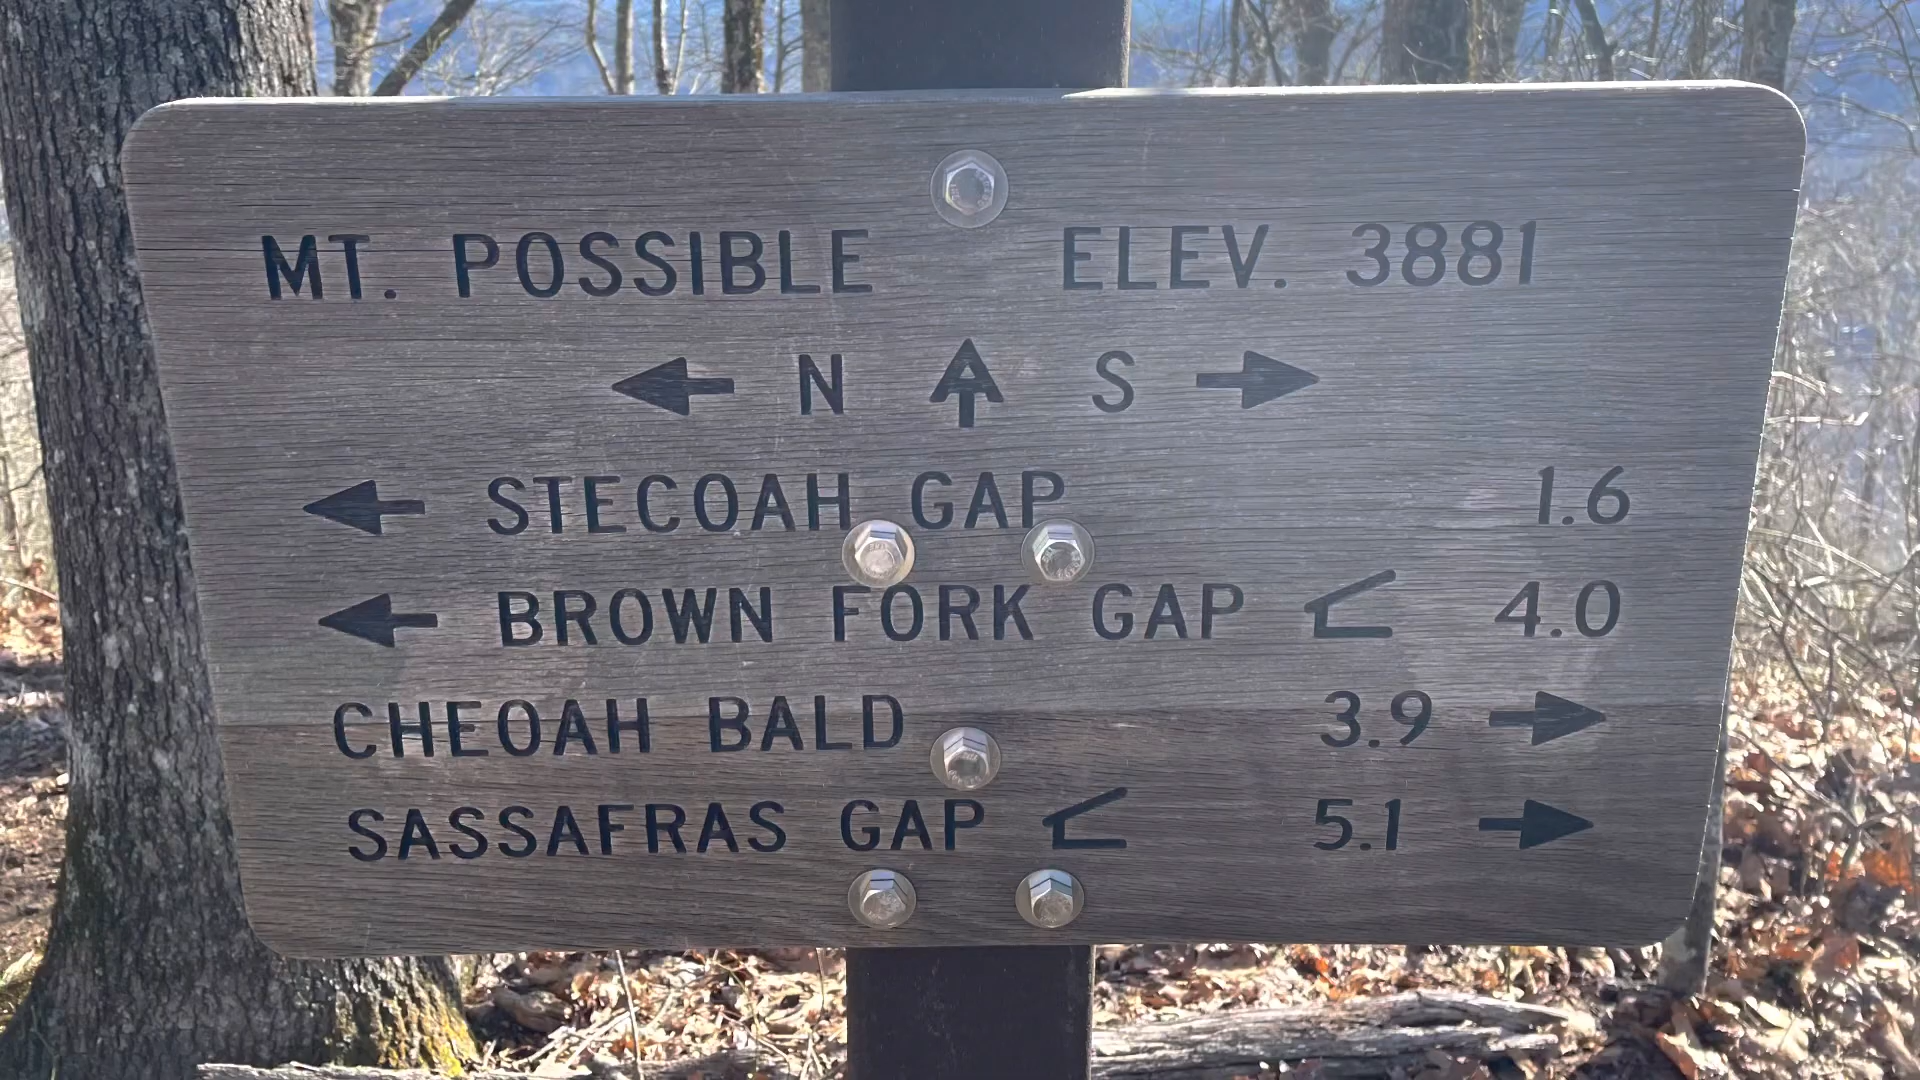 MT. POSSIBLE ELEV. 3881
N S
STECOAH GAP 1.6
BROWN FORK GAP 4.0
CHEOAH BALD 3.9
SASSAFRAS GAP 5.1